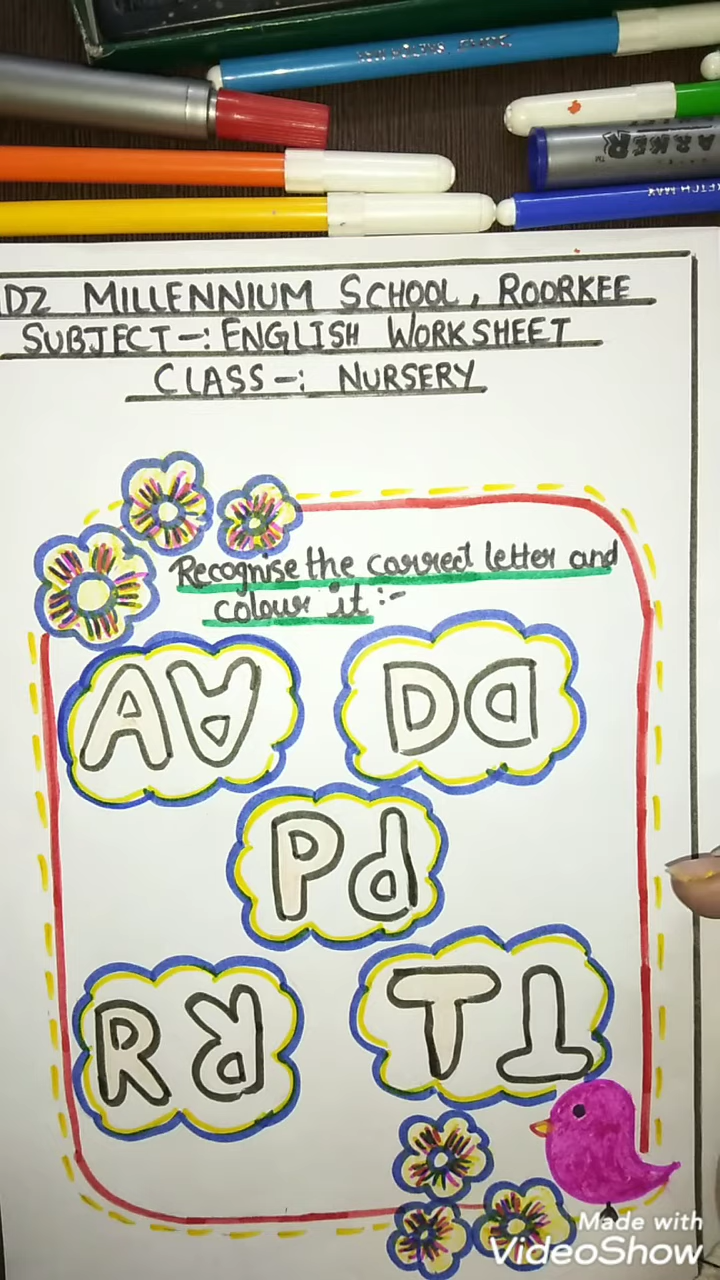 DZ MILLENNIUM SCHOOL, ROORKEE
SUBJECT-: ENGLISH WORKSHEET
CLASS-: NURSERY
Recognise the correct letter and
colour it:-
A A
D D
P P
R R
T T
Made with
VideoShow